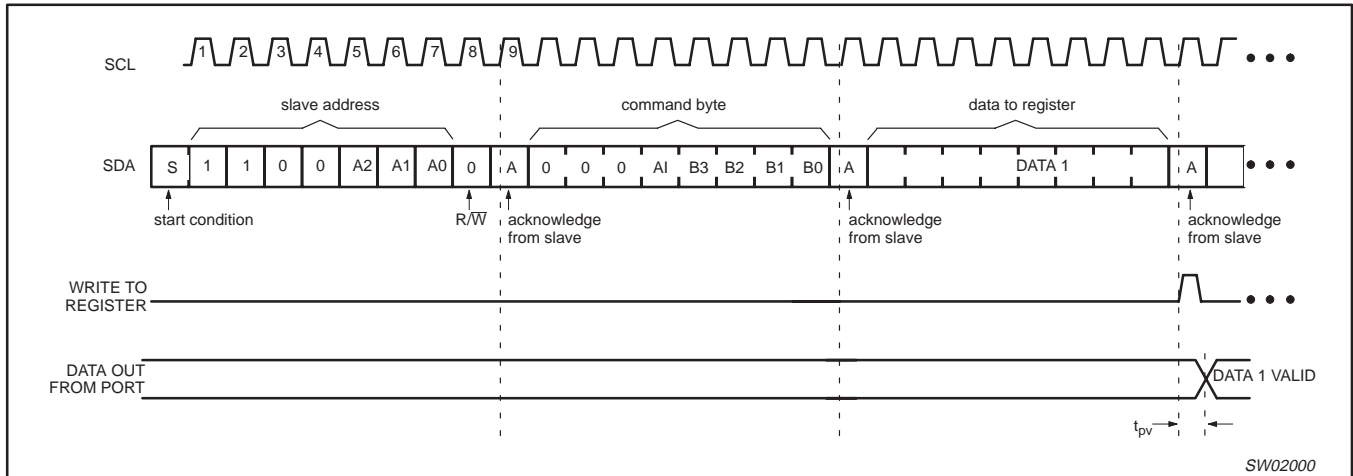 SCL 1 2 3 4 5 6 7 8 9
slave address command byte data to register
SDA S 1 1 0 0 A2 A1 A0 0 A 0 0 0 AI B3 B2 B1 B0 A DATA 1 A
start condition R/W̅ acknowledge from slave acknowledge from slave acknowledge from slave
WRITE TO
REGISTER
DATA OUT
FROM PORT
DATA 1 VALID
tpv
SW02000